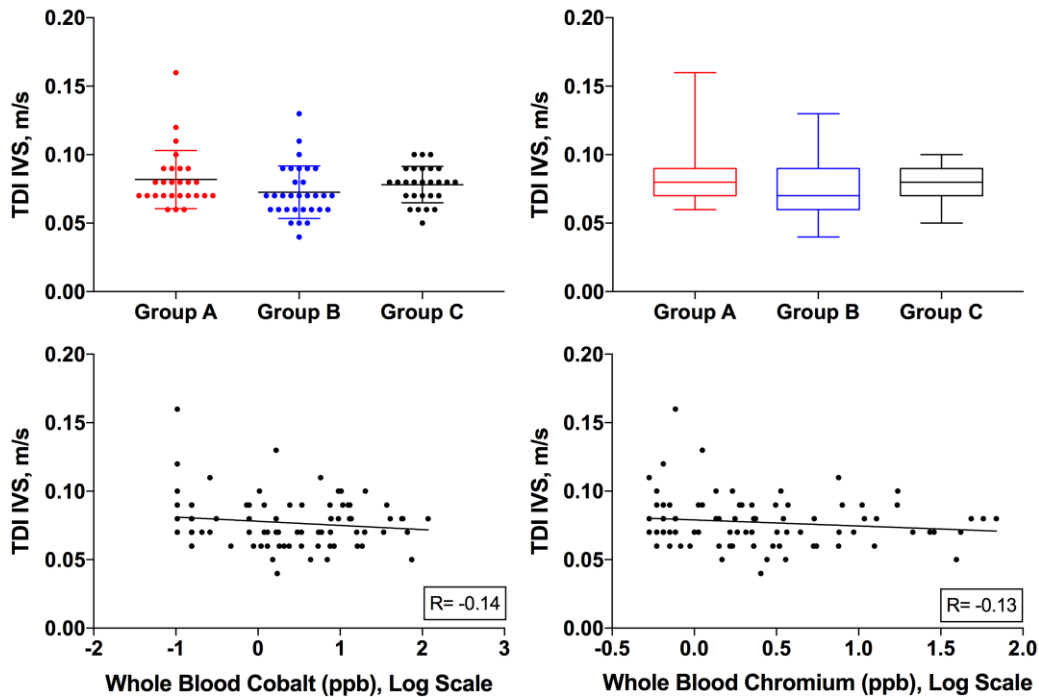 TDI IVS, m/s
0.20
0.15
0.10
0.05
0.00
Group A
Group B
Group C
TDI IVS, m/s
0.20
0.15
0.10
0.05
0.00
Group A
Group B
Group C
TDI IVS, m/s
0.20
0.15
0.10
0.05
0.00
R= -0.14
-2
-1
0
1
2
3
Whole Blood Cobalt (ppb), Log Scale
TDI IVS, m/s
0.20
0.15
0.10
0.05
0.00
R= -0.13
-0.5
0.0
0.5
1.0
1.5
2.0
Whole Blood Chromium (ppb), Log Scale